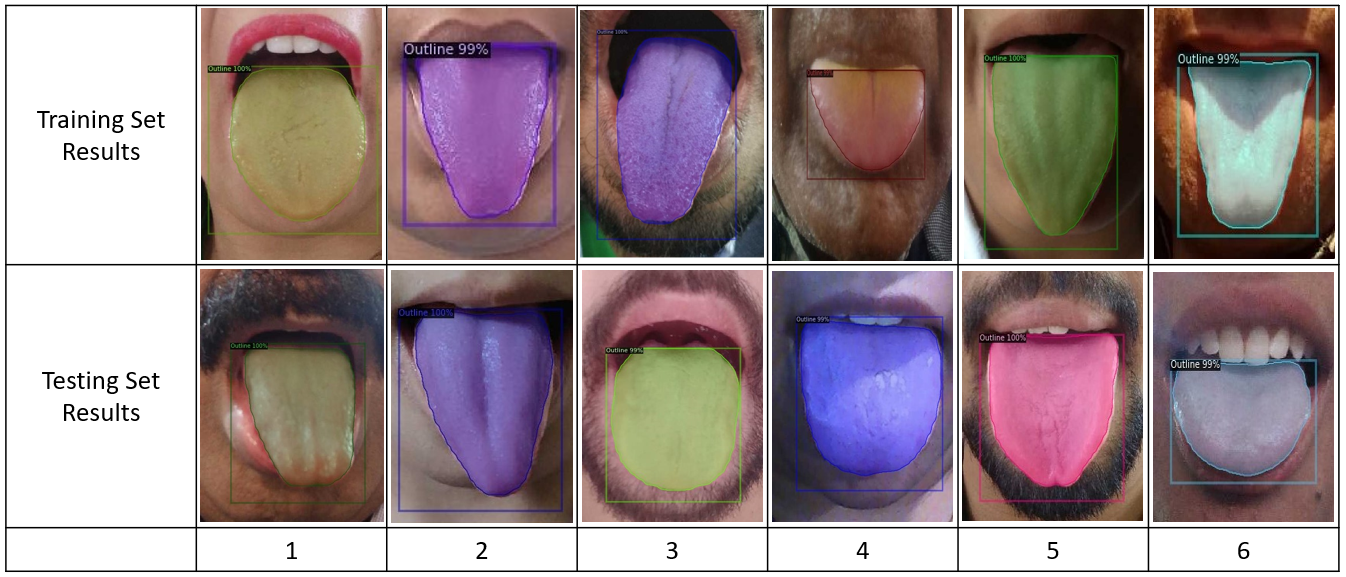 Training Set
Results
Outline 100%
Outline 99%
Outline 100%
Outline 100%
Outline 99%
Testing Set
Results
Outline 100%
Outline 100%
Outline 99%
Outline 99%
Outline 100%
Outline 99%
1
2
3
4
5
6